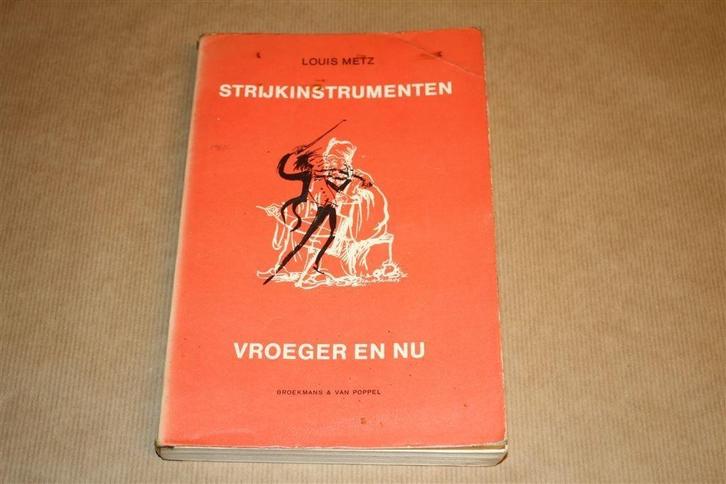 LOUIS METZ
STRIJKINSTRUMENTEN
VROEGER EN NU
BROEKMANS & VAN POPPEL